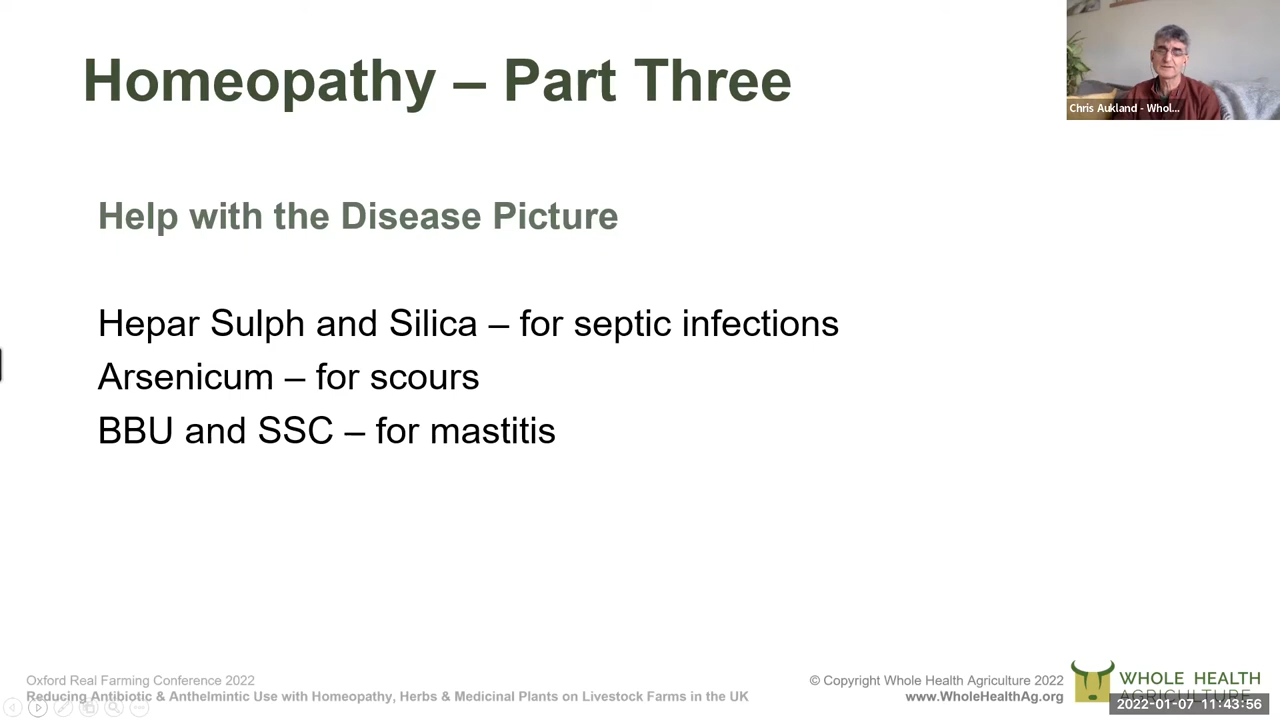 Homeopathy – Part Three
Chris Aukland - Whol...
Help with the Disease Picture
Hepar Sulph and Silica – for septic infections
Arsenicum – for scours
BBU and SSC – for mastitis
Oxford Real Farming Conference 2022
Reducing Antibiotic & Anthelmintic Use with Homeopathy, Herbs & Medicinal Plants on Livestock Farms in the UK
© Copyright Whole Health Agriculture 2022
www.WholeHealthAg.org
WHOLE HEALTH
AGRICULTURE
2022-01-07 11:43:56